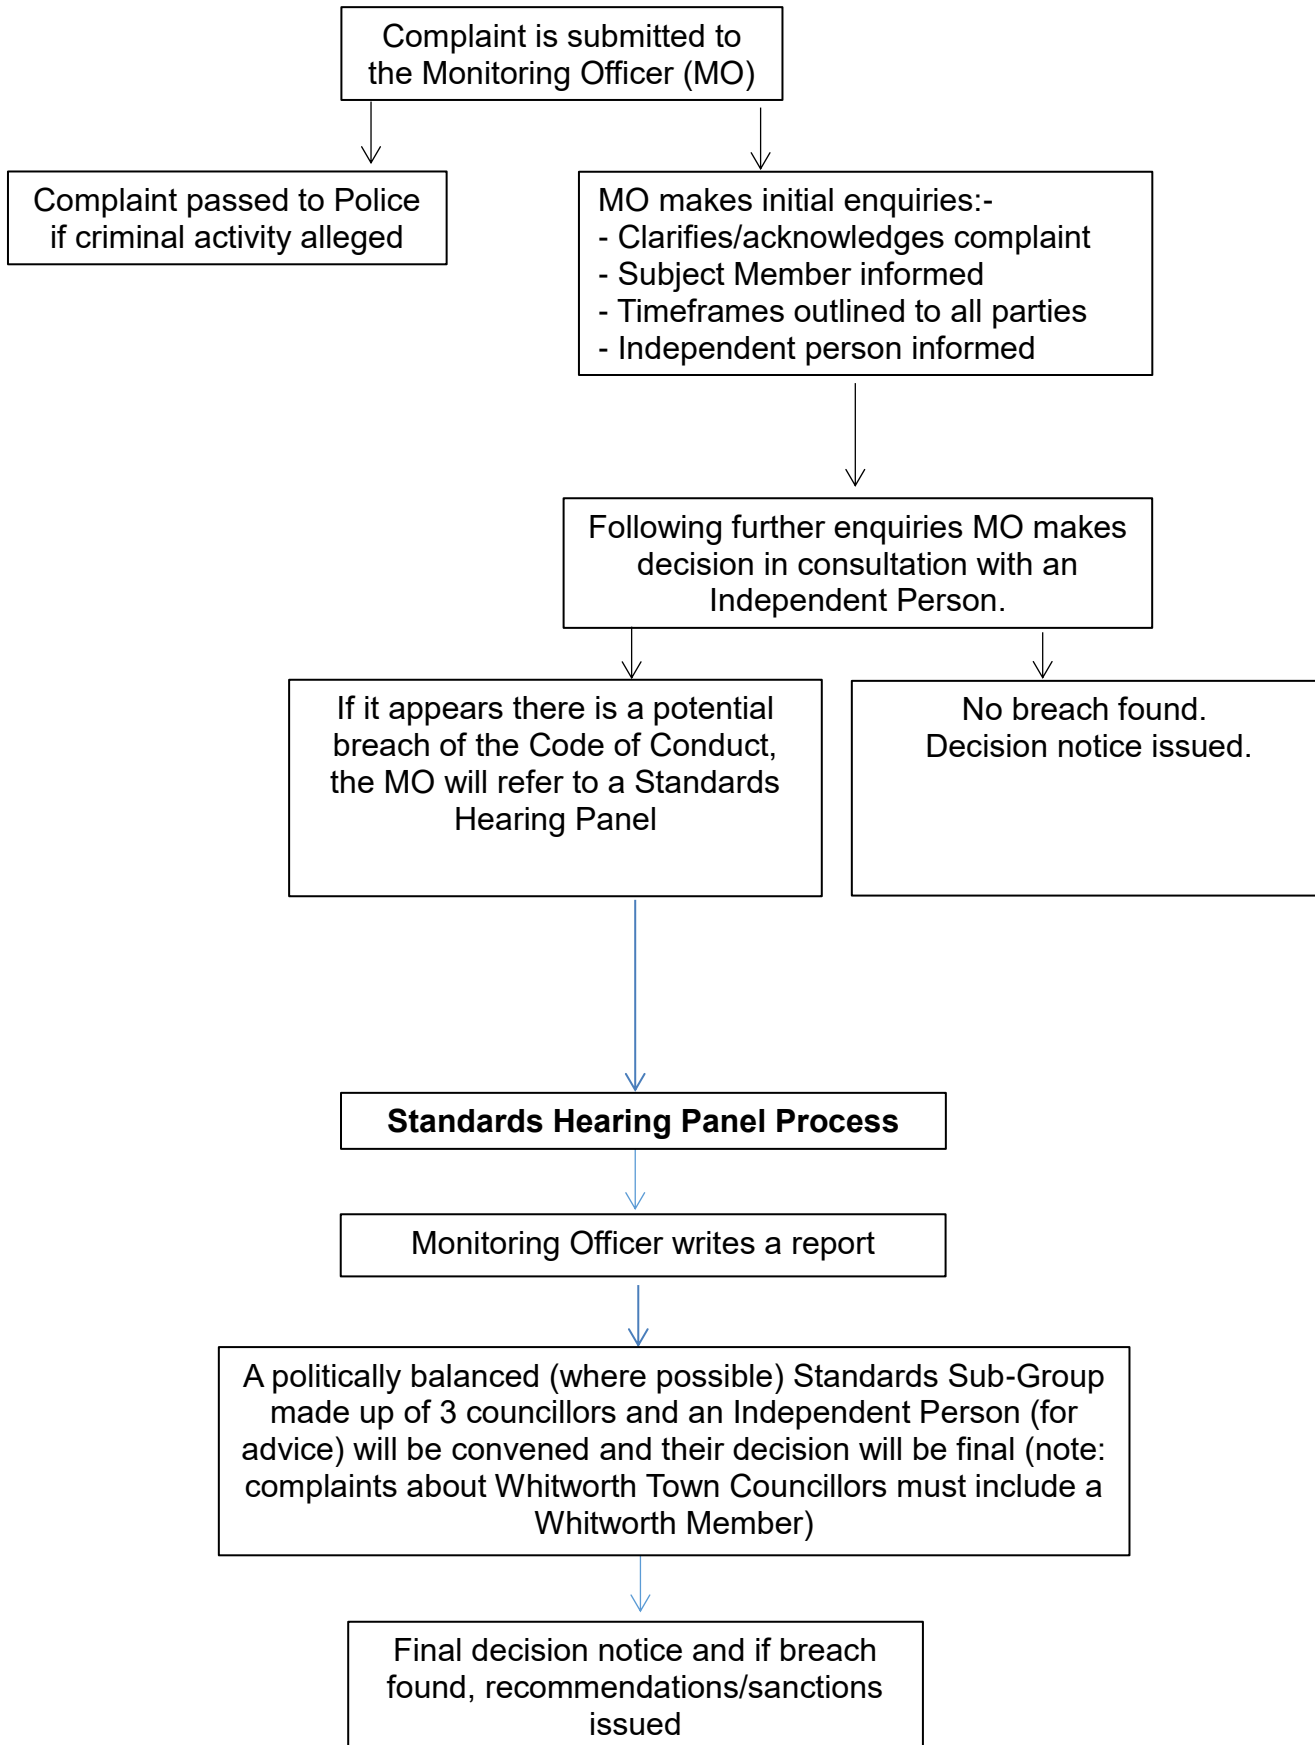 Complaint is submitted to
the Monitoring Officer (MO)
Complaint passed to Police
if criminal activity alleged
MO makes initial enquiries:-
- Clarifies/acknowledges complaint
- Subject Member informed
- Timeframes outlined to all parties
- Independent person informed
Following further enquiries MO makes
decision in consultation with an
Independent Person.
If it appears there is a potential
breach of the Code of Conduct,
the MO will refer to a Standards
Hearing Panel
No breach found.
Decision notice issued.
Standards Hearing Panel Process
Monitoring Officer writes a report
A politically balanced (where possible) Standards Sub-Group
made up of 3 councillors and an Independent Person (for
advice) will be convened and their decision will be final (note:
complaints about Whitworth Town Councillors must include a
Whitworth Member)
Final decision notice and if breach
found, recommendations/sanctions
issued